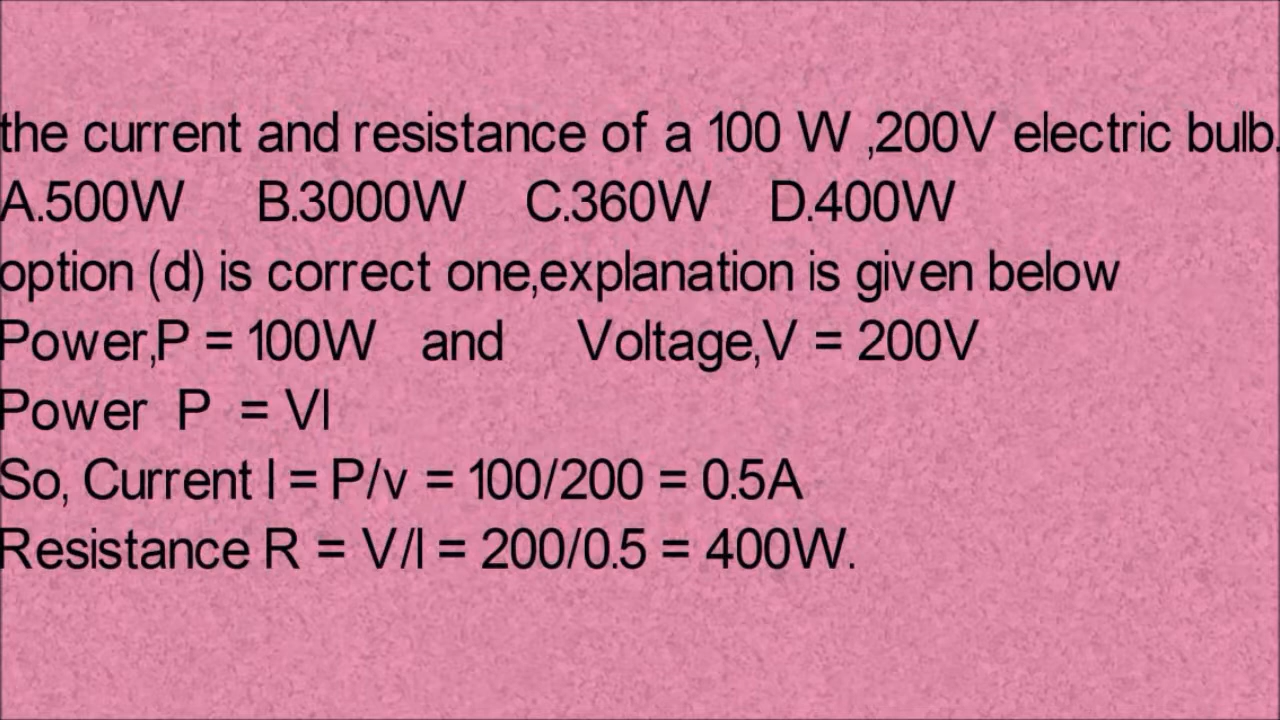 the current and resistance of a 100 W ,200V electric bulb.
A.500W B.3000W C.360W D.400W
option (d) is correct one,explanation is given below
Power,P = 100W and Voltage,V = 200V
Power P = VI
So, Current I = P/v = 100/200 = 0.5A
Resistance R = V/I = 200/0.5 = 400W.